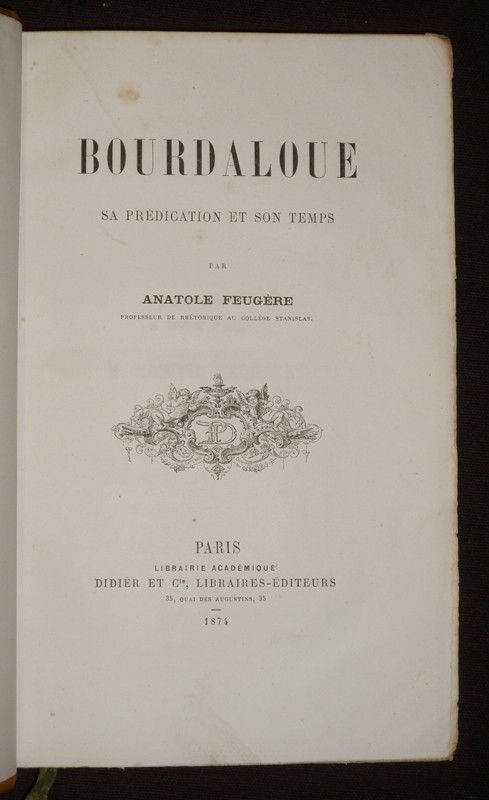 BOURDALOUE
SA PRÉDICATION ET SON TEMPS
PAR
ANATOLE FEUGÈRE
PROFESSEUR DE RHÉTORIQUE AU COLLÉGE STANISLAS.
PARIS
LIBRAIRIE ACADÉMIQUE
DIDIER ET Cie, LIBRAIRES-ÉDITEURS
35, QUAI DES AUGUSTINS, 35
1874